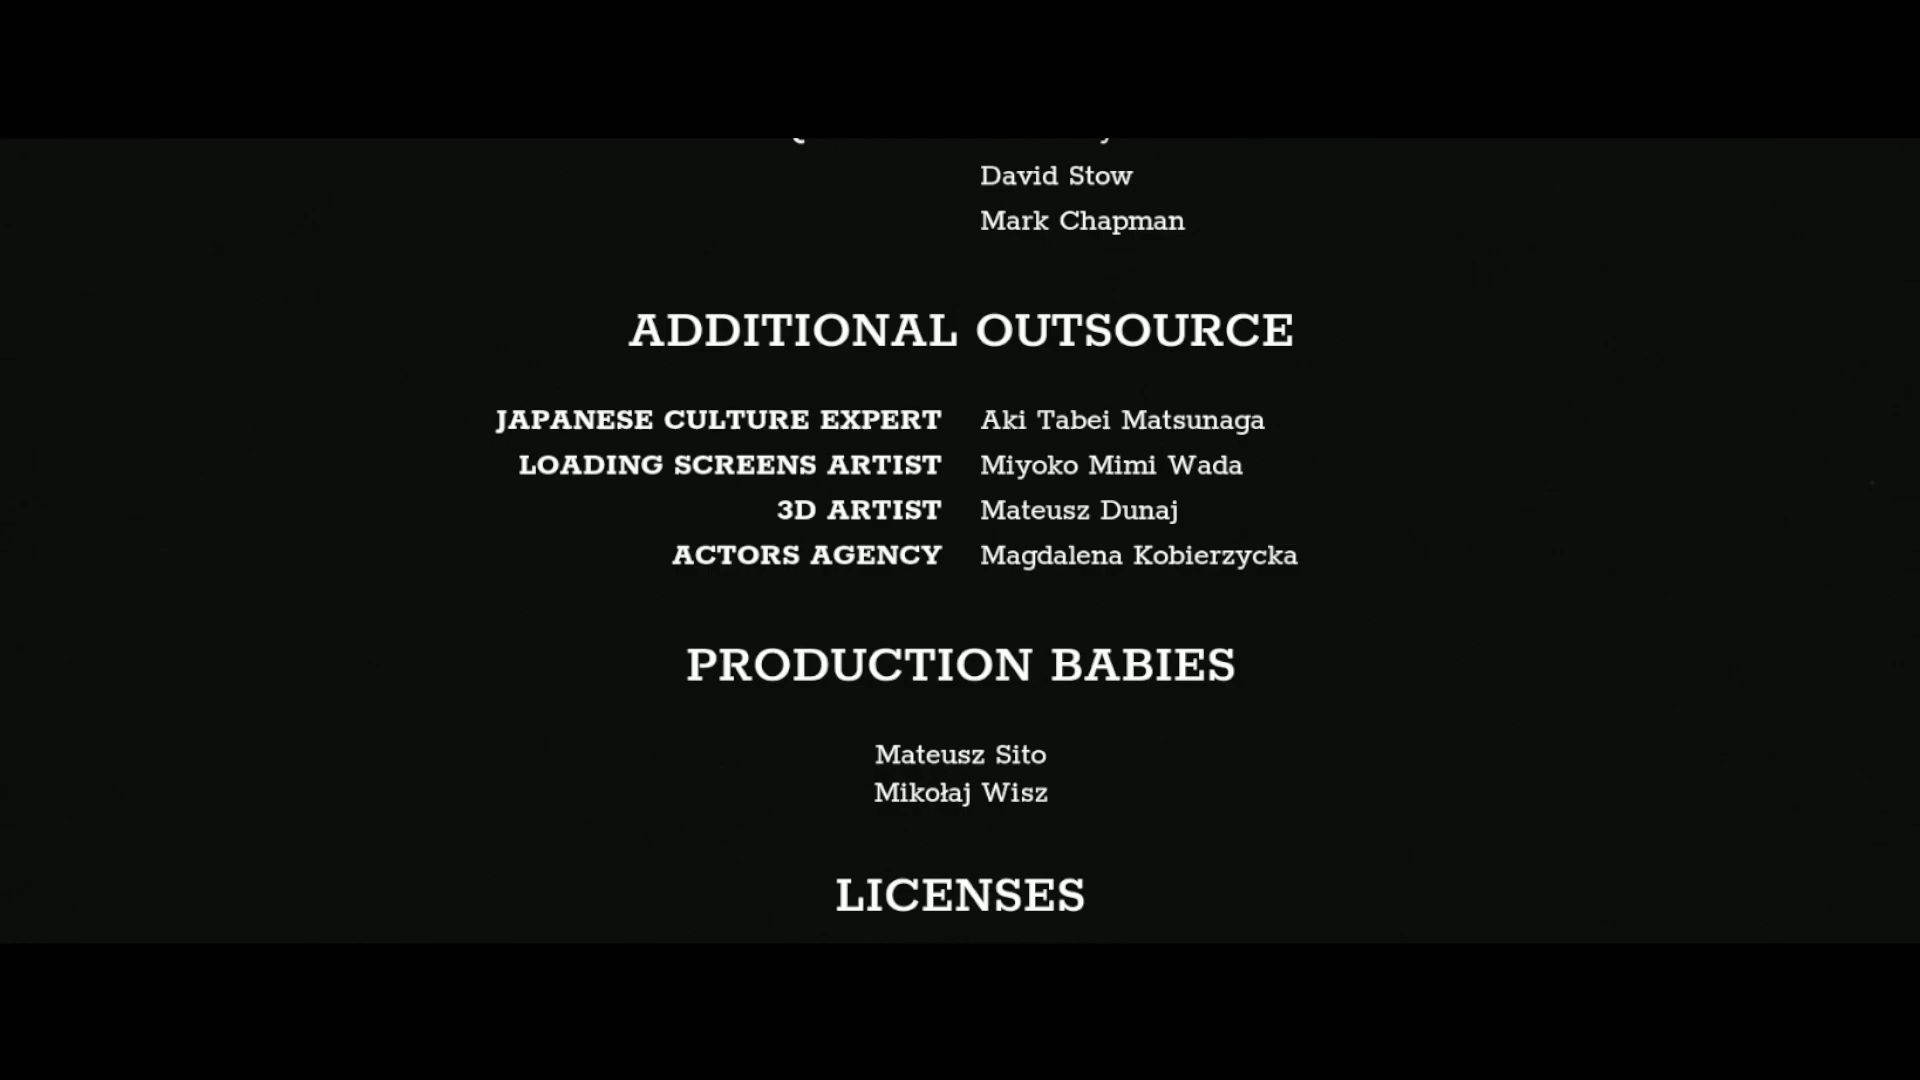 David Stow
Mark Chapman
ADDITIONAL OUTSOURCE
JAPANESE CULTURE EXPERT Aki Tabei Matsunaga
LOADING SCREENS ARTIST Miyoko Mimi Wada
3D ARTIST Mateusz Dunaj
ACTORS AGENCY Magdalena Kobierzycka
PRODUCTION BABIES
Mateusz Sito
Mikołaj Wisz
LICENSES